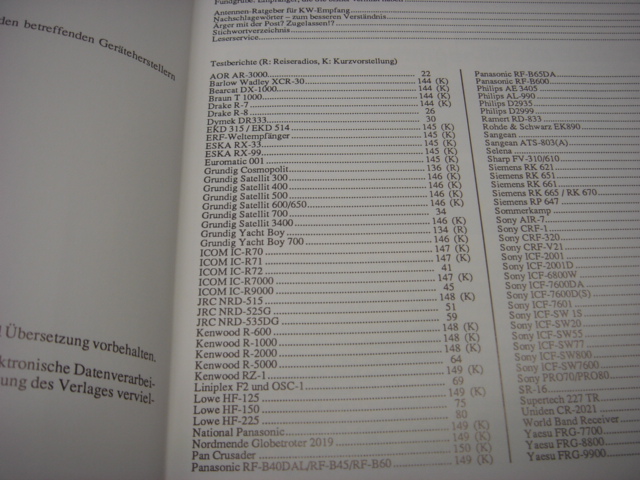 den betreffenden Geräteherstellern
Übersetzung vorbehalten.
ktronische Datenverarbei-
ung des Verlages verviel-
Antennen-Ratgeber für KW-Empfang
Nachschlagewörter – zum besseren Verständnis
Ärger mit der Post? Zugelassen!?
Suchwortverzeichnis
Leserservice
Testberichte (R: Reiseradios, K: Kurzvorstellung)
AOR AR-3000 22
Barlow Wadley XCR-30 144 (K)
Bearcat DX-1000 144 (K)
Braun T 1000 144 (K)
Drake R-7 144 (K)
Drake R-8 26
Dymek DR333 30
EKD 315 / EKD 514 145 (K)
ERF-Weltempfänger 145 (K)
ESKA RX-33 145 (K)
ESKA RX-99 145 (K)
Euromatic 001 145 (K)
Grundig Cosmopolit 136 (R)
Grundig Satellit 300 146 (K)
Grundig Satellit 400 146 (K)
Grundig Satellit 500 146 (K)
Grundig Satellit 600/650 146 (K)
Grundig Satellit 700 34
Grundig Satellit 3400 146 (K)
Grundig Yacht Boy 134 (R)
Grundig Yacht Boy 700 146 (K)
ICOM IC-R70 147 (K)
ICOM IC-R71 147 (K)
ICOM IC-R72 41
ICOM IC-R7000 147 (K)
ICOM IC-R9000 45
JRC NRD-515 148 (K)
JRC NRD-525G 51
JRC NRD-535DG 59
Kenwood R-600 148 (K)
Kenwood R-1000 148 (K)
Kenwood R-2000 148 (K)
Kenwood R-5000 64
Kenwood RZ-1 149 (K)
Liniplex F2 und OSC-1 69
Lowe HF-125 149 (K)
Lowe HF-150 75
Lowe HF-225 80
National Panasonic 149 (K)
Nordmende Globetroter 2019 149 (K)
Pan Crusader 150 (K)
Panasonic RF-B40DAL/RF-B45/RF-B60 149 (K)
Panasonic RF-B65DA
Panasonic RF-B600
Philips AE 3405
Philips AL-990
Philips D2935
Philips D2999
Ramert RD-833
Rohde & Schwarz EK890
Sangean
Sangean ATS-803(A)
Selena
Sharp FV-310/610
Siemens RK 621
Siemens RK 651
Siemens RK 661
Siemens RK 665 / RK 670
Siemens RP 647
Sommerkamp
Sony AIR-7
Sony CRF-1
Sony CRF-320
Sony CRF-V21
Sony ICF-2001
Sony ICF-2001D
Sony ICF-6800W
Sony ICF-7600DA
Sony ICF-7600D(S)
Sony ICF-7601
Sony ICF-SW 1S
Sony ICF-SW20
Sony ICF-SW55
Sony ICF-SW77
Sony ICF-SW800
Sony ICF-SW7600
Sony PRO70/PRO80
SR-16
Supertech 227 TR
Uniden CR-2021
World Band Receiver
Yaesu FRG-7700
Yaesu FRG-8800
Yaesu FRG-9900